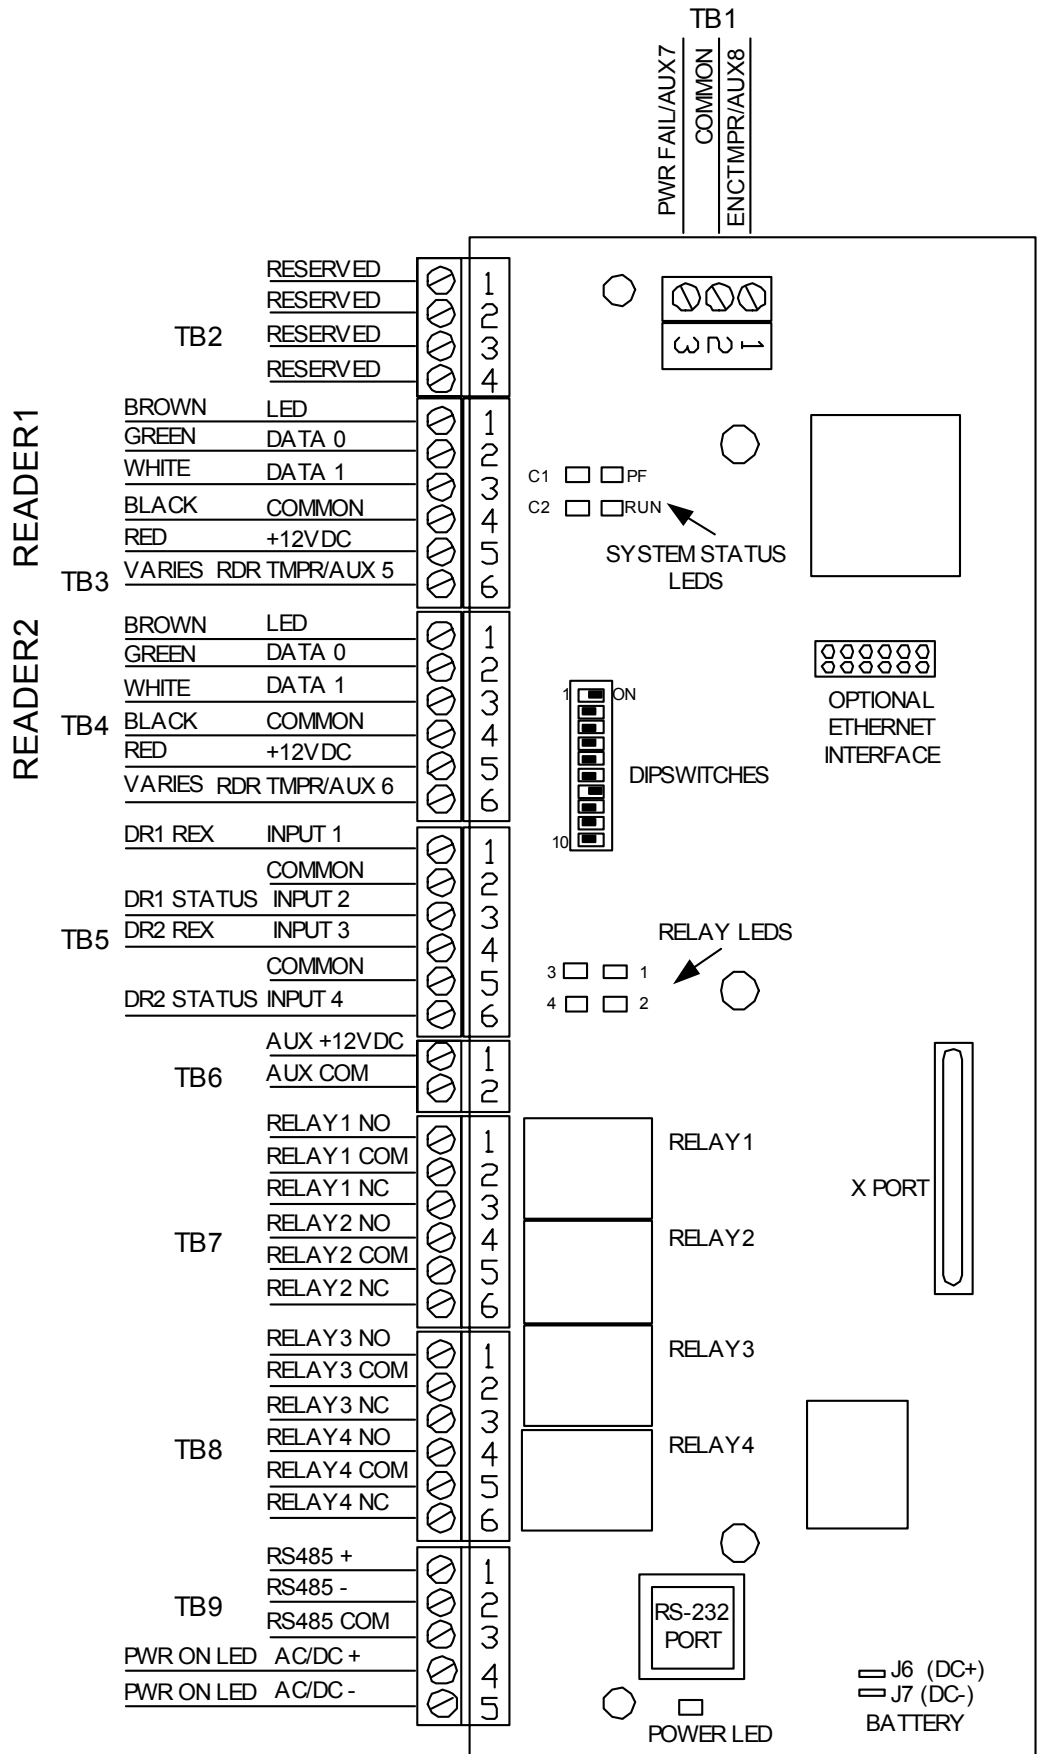 TB1
PWR FAIL/AUX7
COMMON
ENCTMPR/AUX8
3 2 1
TB2
RESERVED 1
RESERVED 2
RESERVED 3
RESERVED 4
READER1
TB3
BROWN LED 1
GREEN DATA 0 2
WHITE DATA 1 3
BLACK COMMON 4
RED +12VDC 5
VARIES RDR TMPR/AUX 5 6
C1 PF
C2 RUN
SYSTEM STATUS
LEDS
READER2
TB4
BROWN LED 1
GREEN DATA 0 2
WHITE DATA 1 3
BLACK COMMON 4
RED +12VDC 5
VARIES RDR TMPR/AUX 6 6
1 ON
10
DIPSWITCHES
OPTIONAL
ETHERNET
INTERFACE
TB5
DR1 REX INPUT 1 1
COMMON 2
DR1 STATUS INPUT 2 3
DR2 REX INPUT 3 4
COMMON 5
DR2 STATUS INPUT 4 6
RELAY LEDS
3 1
4 2
TB6
AUX +12VDC 1
AUX COM 2
TB7
RELAY1 NO 1
RELAY1 COM 2
RELAY1 NC 3
RELAY2 NO 4
RELAY2 COM 5
RELAY2 NC 6
RELAY1
RELAY2
RELAY3
RELAY4
X PORT
TB8
RELAY3 NO 1
RELAY3 COM 2
RELAY3 NC 3
RELAY4 NO 4
RELAY4 COM 5
RELAY4 NC 6
TB9
RS485 + 1
RS485 - 2
RS485 COM 3
PWR ON LED AC/DC + 4
PWR ON LED AC/DC - 5
RS-232
PORT
POWER LED
J6 (DC+)
J7 (DC-)
BATTERY